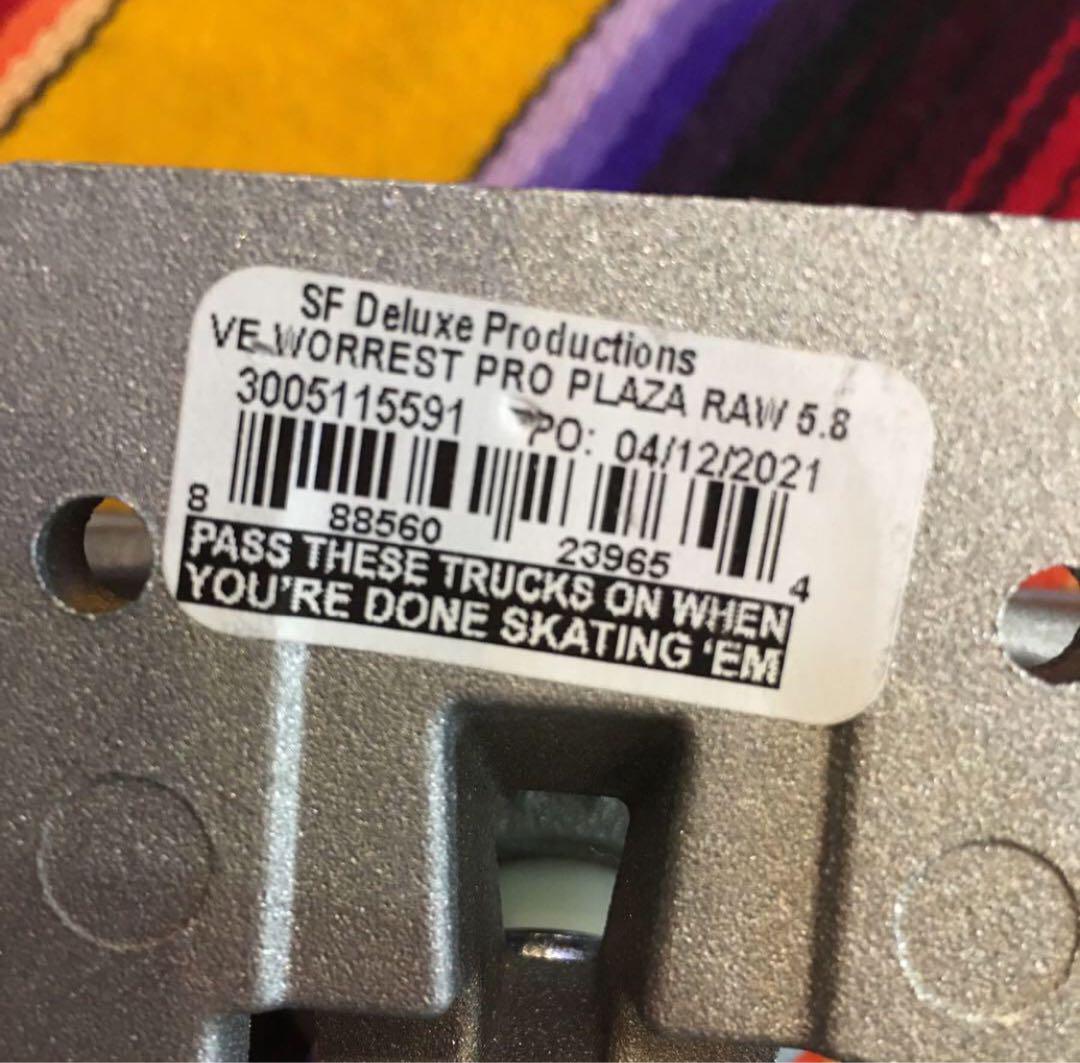 SF Deluxe Productions
VE WORREST PRO PLAZA RAW 5.8
3005115591 PO: 04/12/2021
8 88560 23965 4
PASS THESE TRUCKS ON WHEN
YOU'RE DONE SKATING 'EM